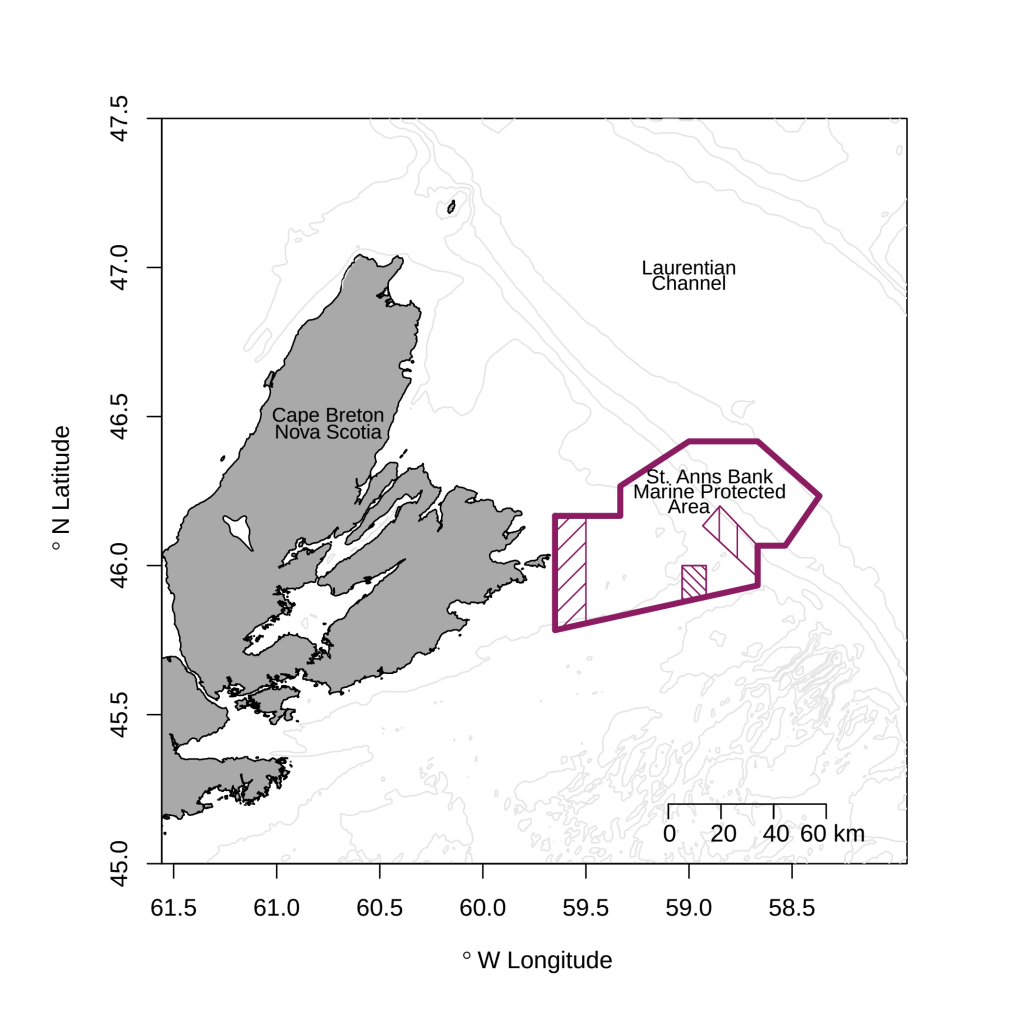 47.5
47.0
46.5
46.0
45.5
45.0
° N Latitude
Laurentian
Channel
Cape Breton
Nova Scotia
St. Anns Bank
Marine Protected
Area
0 20 40 60 km
61.5 61.0 60.5 60.0 59.5 59.0 58.5
° W Longitude